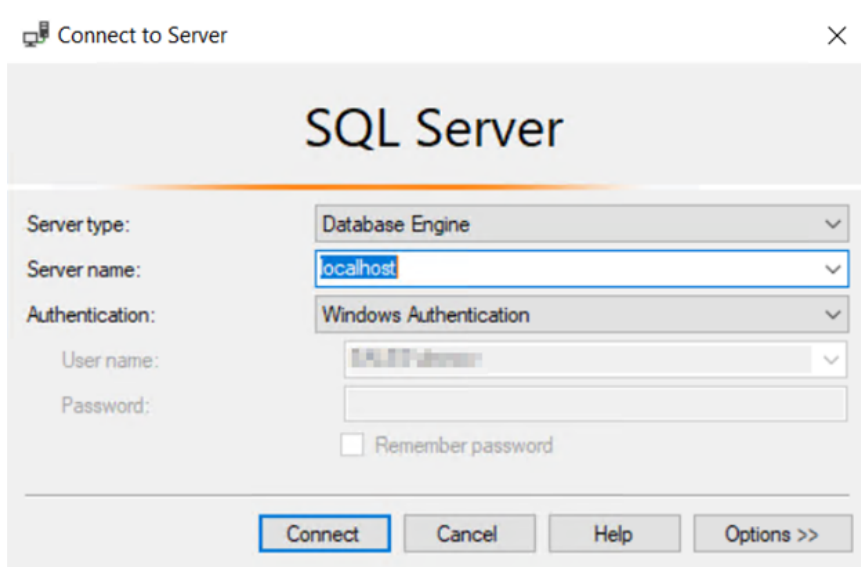 Connect to Server
SQL Server
Server type: Database Engine
Server name: localhost
Authentication: Windows Authentication
User name:
Password:
Remember password
Connect Cancel Help Options >>